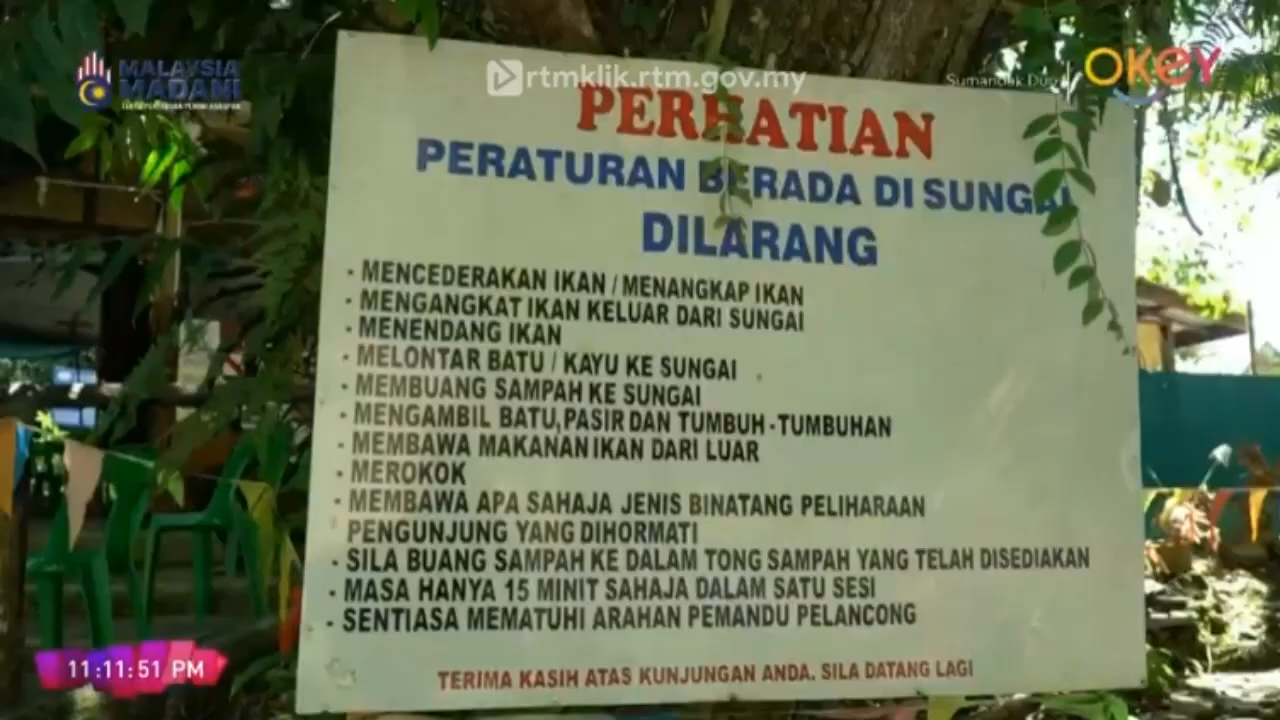 MALAYSIA
MADANI
rtmklik.rtm.gov.my
Sumandak Dus
OKEY
PERHATIAN
PERATURAN BERADA DI SUNGAI
DILARANG
• MENCEDERAKAN IKAN / MENANGKAP IKAN
• MENGANGKAT IKAN KELUAR DARI SUNGAI
• MENENDANG IKAN
• MELONTAR BATU / KAYU KE SUNGAI
• MEMBUANG SAMPAH KE SUNGAI
• MENGAMBIL BATU, PASIR DAN TUMBUH-TUMBUHAN
• MEMBAWA MAKANAN IKAN DARI LUAR
• MEROKOK
• MEMBAWA APA SAHAJA JENIS BINATANG PELIHARAAN
PENGUNJUNG YANG DIHORMATI
• SILA BUANG SAMPAH KE DALAM TONG SAMPAH YANG TELAH DISEDIAKAN
• MASA HANYA 15 MINIT SAHAJA DALAM SATU SESI
• SENTIASA MEMATUHI ARAHAN PEMANDU PELANCONG
TERIMA KASIH ATAS KUNJUNGAN ANDA. SILA DATANG LAGI
11:11:51 PM